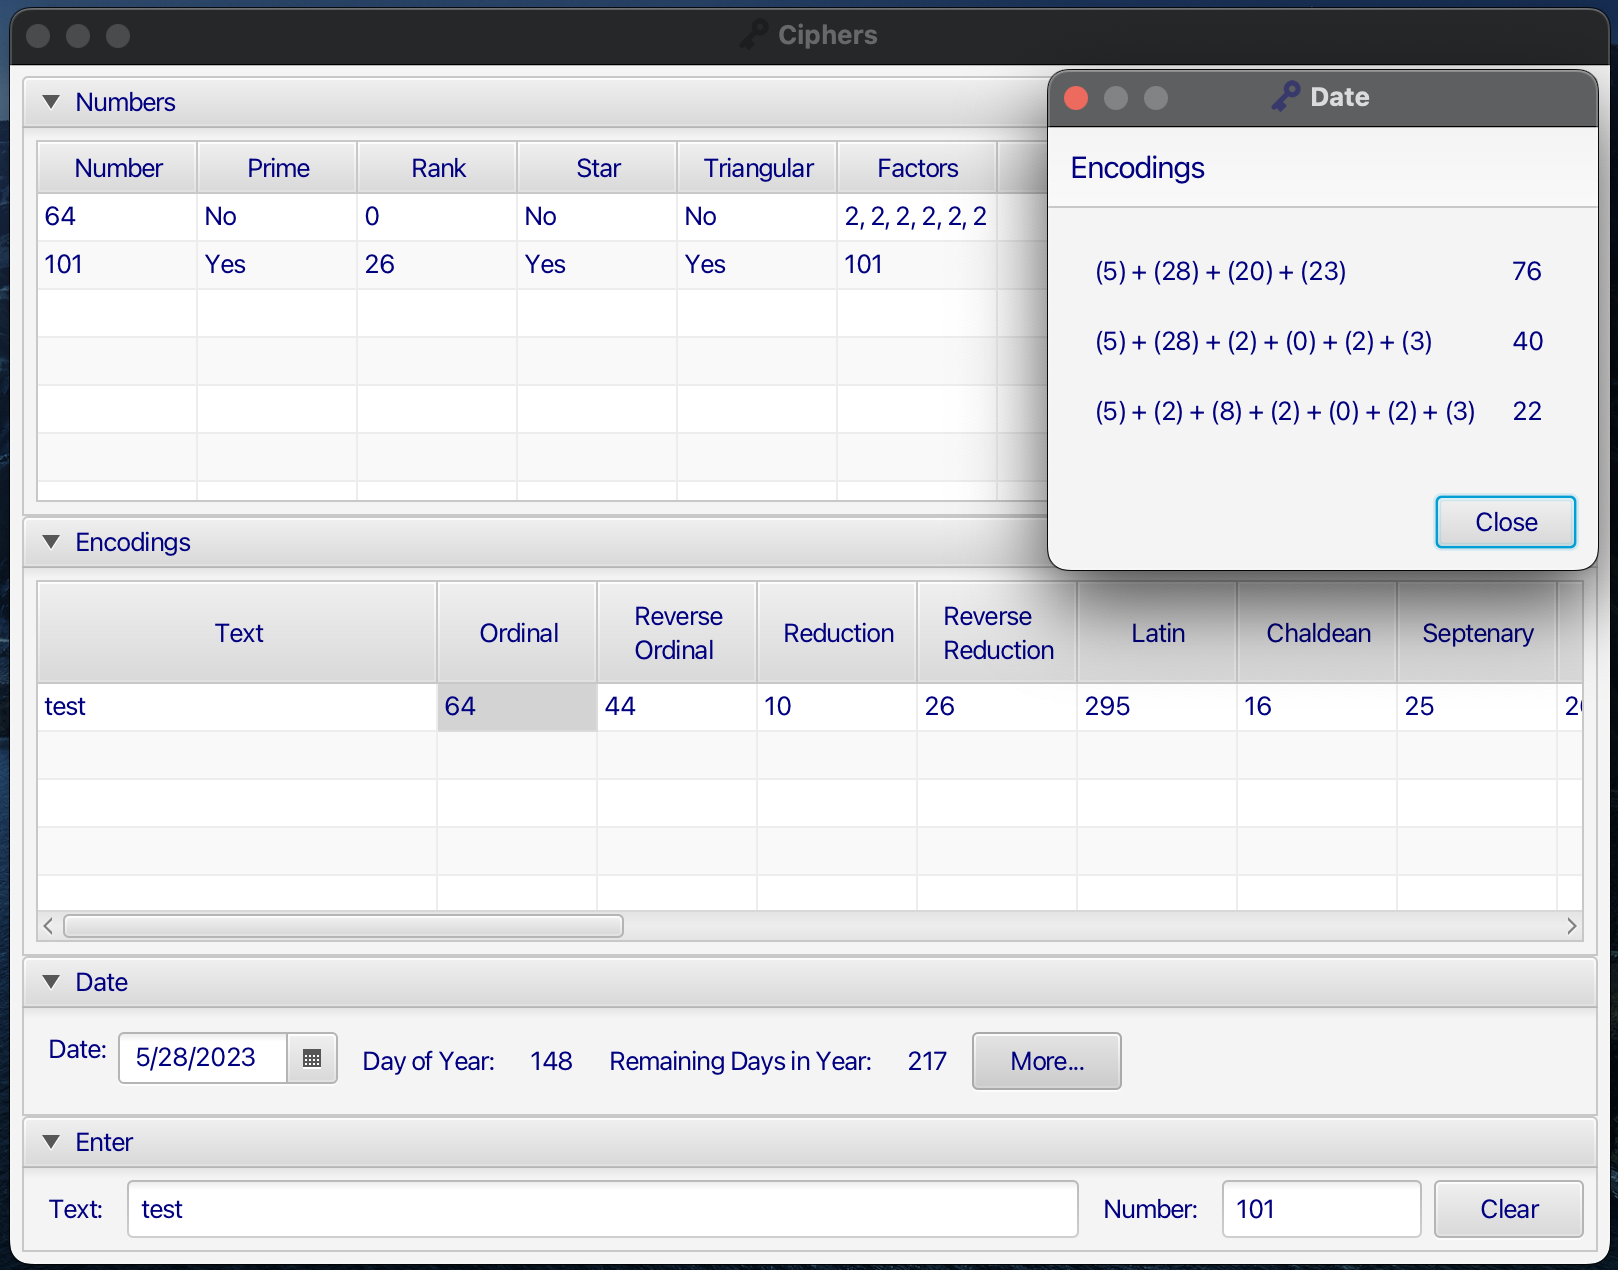 Ciphers
Numbers
Number Prime Rank Star Triangular Factors
64 No 0 No No 2, 2, 2, 2, 2, 2
101 Yes 26 Yes Yes 101
Date
Encodings
(5) + (28) + (20) + (23) 76
(5) + (28) + (2) + (0) + (2) + (3) 40
(5) + (2) + (8) + (2) + (0) + (2) + (3) 22
Close
Encodings
Text Ordinal Reverse Ordinal Reduction Reverse Reduction Latin Chaldean Septenary
test 64 44 10 26 295 16 25
Date
Date: 5/28/2023 Day of Year: 148 Remaining Days in Year: 217 More...
Enter
Text: test Number: 101 Clear